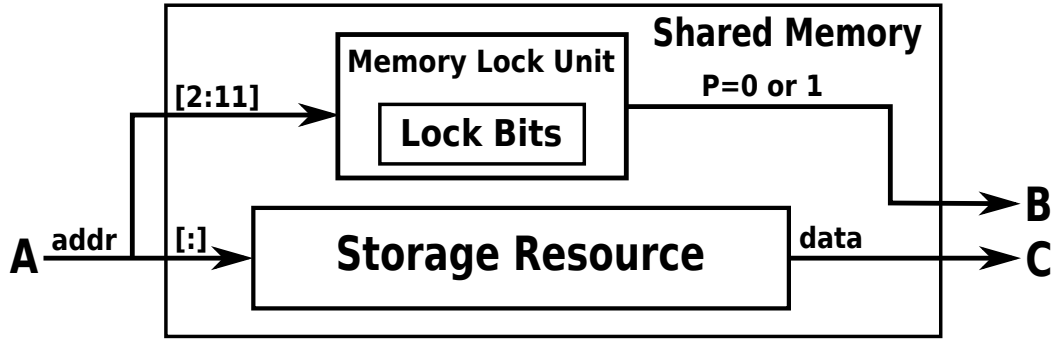 Shared Memory
Memory Lock Unit
P=0 or 1
[2:11]
Lock Bits
B
A
addr
[:]
Storage Resource
data
C